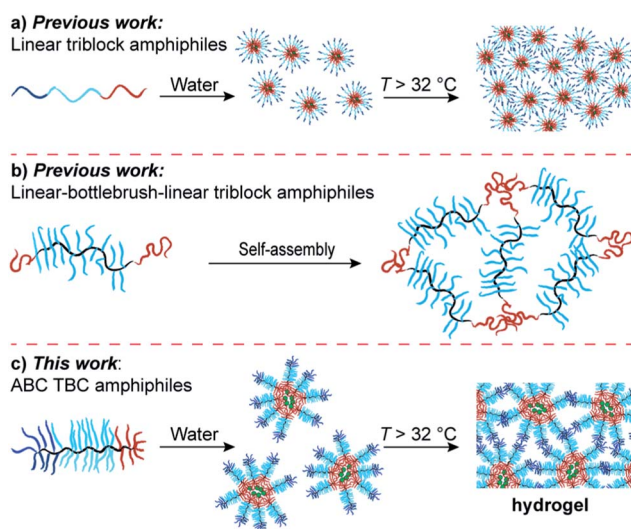 a) Previous work:
Linear triblock amphiphiles
Water
T > 32 °C
b) Previous work:
Linear-bottlebrush-linear triblock amphiphiles
Self-assembly
c) This work:
ABC TBC amphiphiles
Water
T > 32 °C
hydrogel